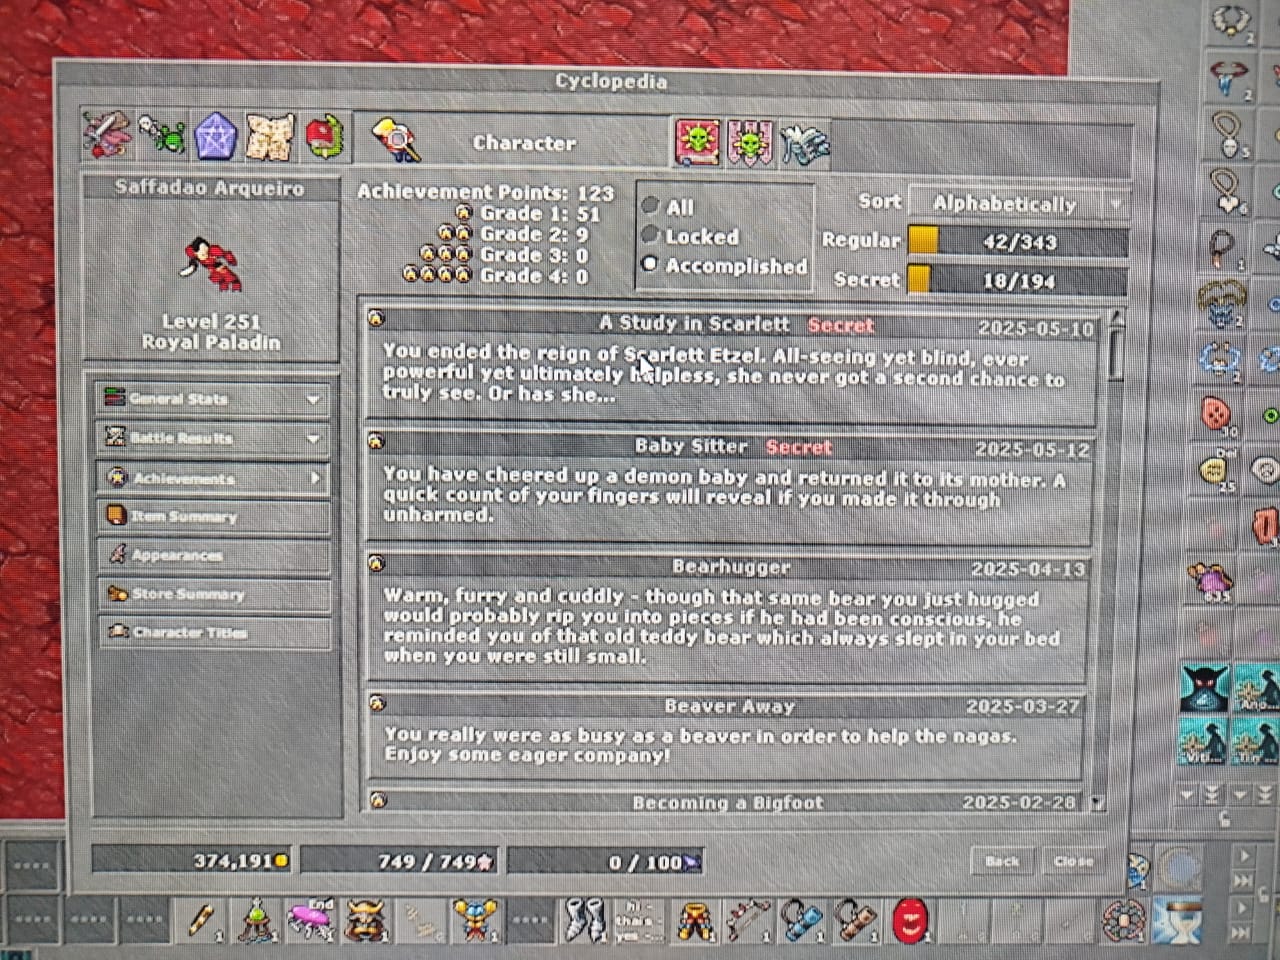 Cyclopedia
Character
Saffadao Arqueiro
Level 251
Royal Paladin
General Stats
Battle Results
Achievements
Item Summary
Appearances
Store Summary
Character Titles
Achievement Points: 123
Grade 1: 51
Grade 2: 9
Grade 3: 0
Grade 4: 0
All
Locked
Accomplished
Sort Alphabetically
Regular 42/343
Secret 18/194
A Study in Scarlett Secret 2025-05-10
You ended the reign of Scarlett Etzel. All-seeing yet blind, ever
powerful yet ultimately helpless, she never got a second chance to
truly see. Or has she...
Baby Sitter Secret 2025-05-12
You have cheered up a demon baby and returned it to its mother. A
quick count of your fingers will reveal if you made it through
unharmed.
Bearhugger 2025-04-13
Warm, furry and cuddly - though that same bear you just hugged
would probably rip you into pieces if he had been conscious, he
reminded you of that old teddy bear which always slept in your bed
when you were still small.
Beaver Away 2025-03-27
You really were as busy as a beaver in order to help the nagas.
Enjoy some eager company!
Becoming a Bigfoot 2025-02-28
374,191
749 / 749
0 / 100
Back
Close
End
hi -
thais -
yes -...
Del
25
30